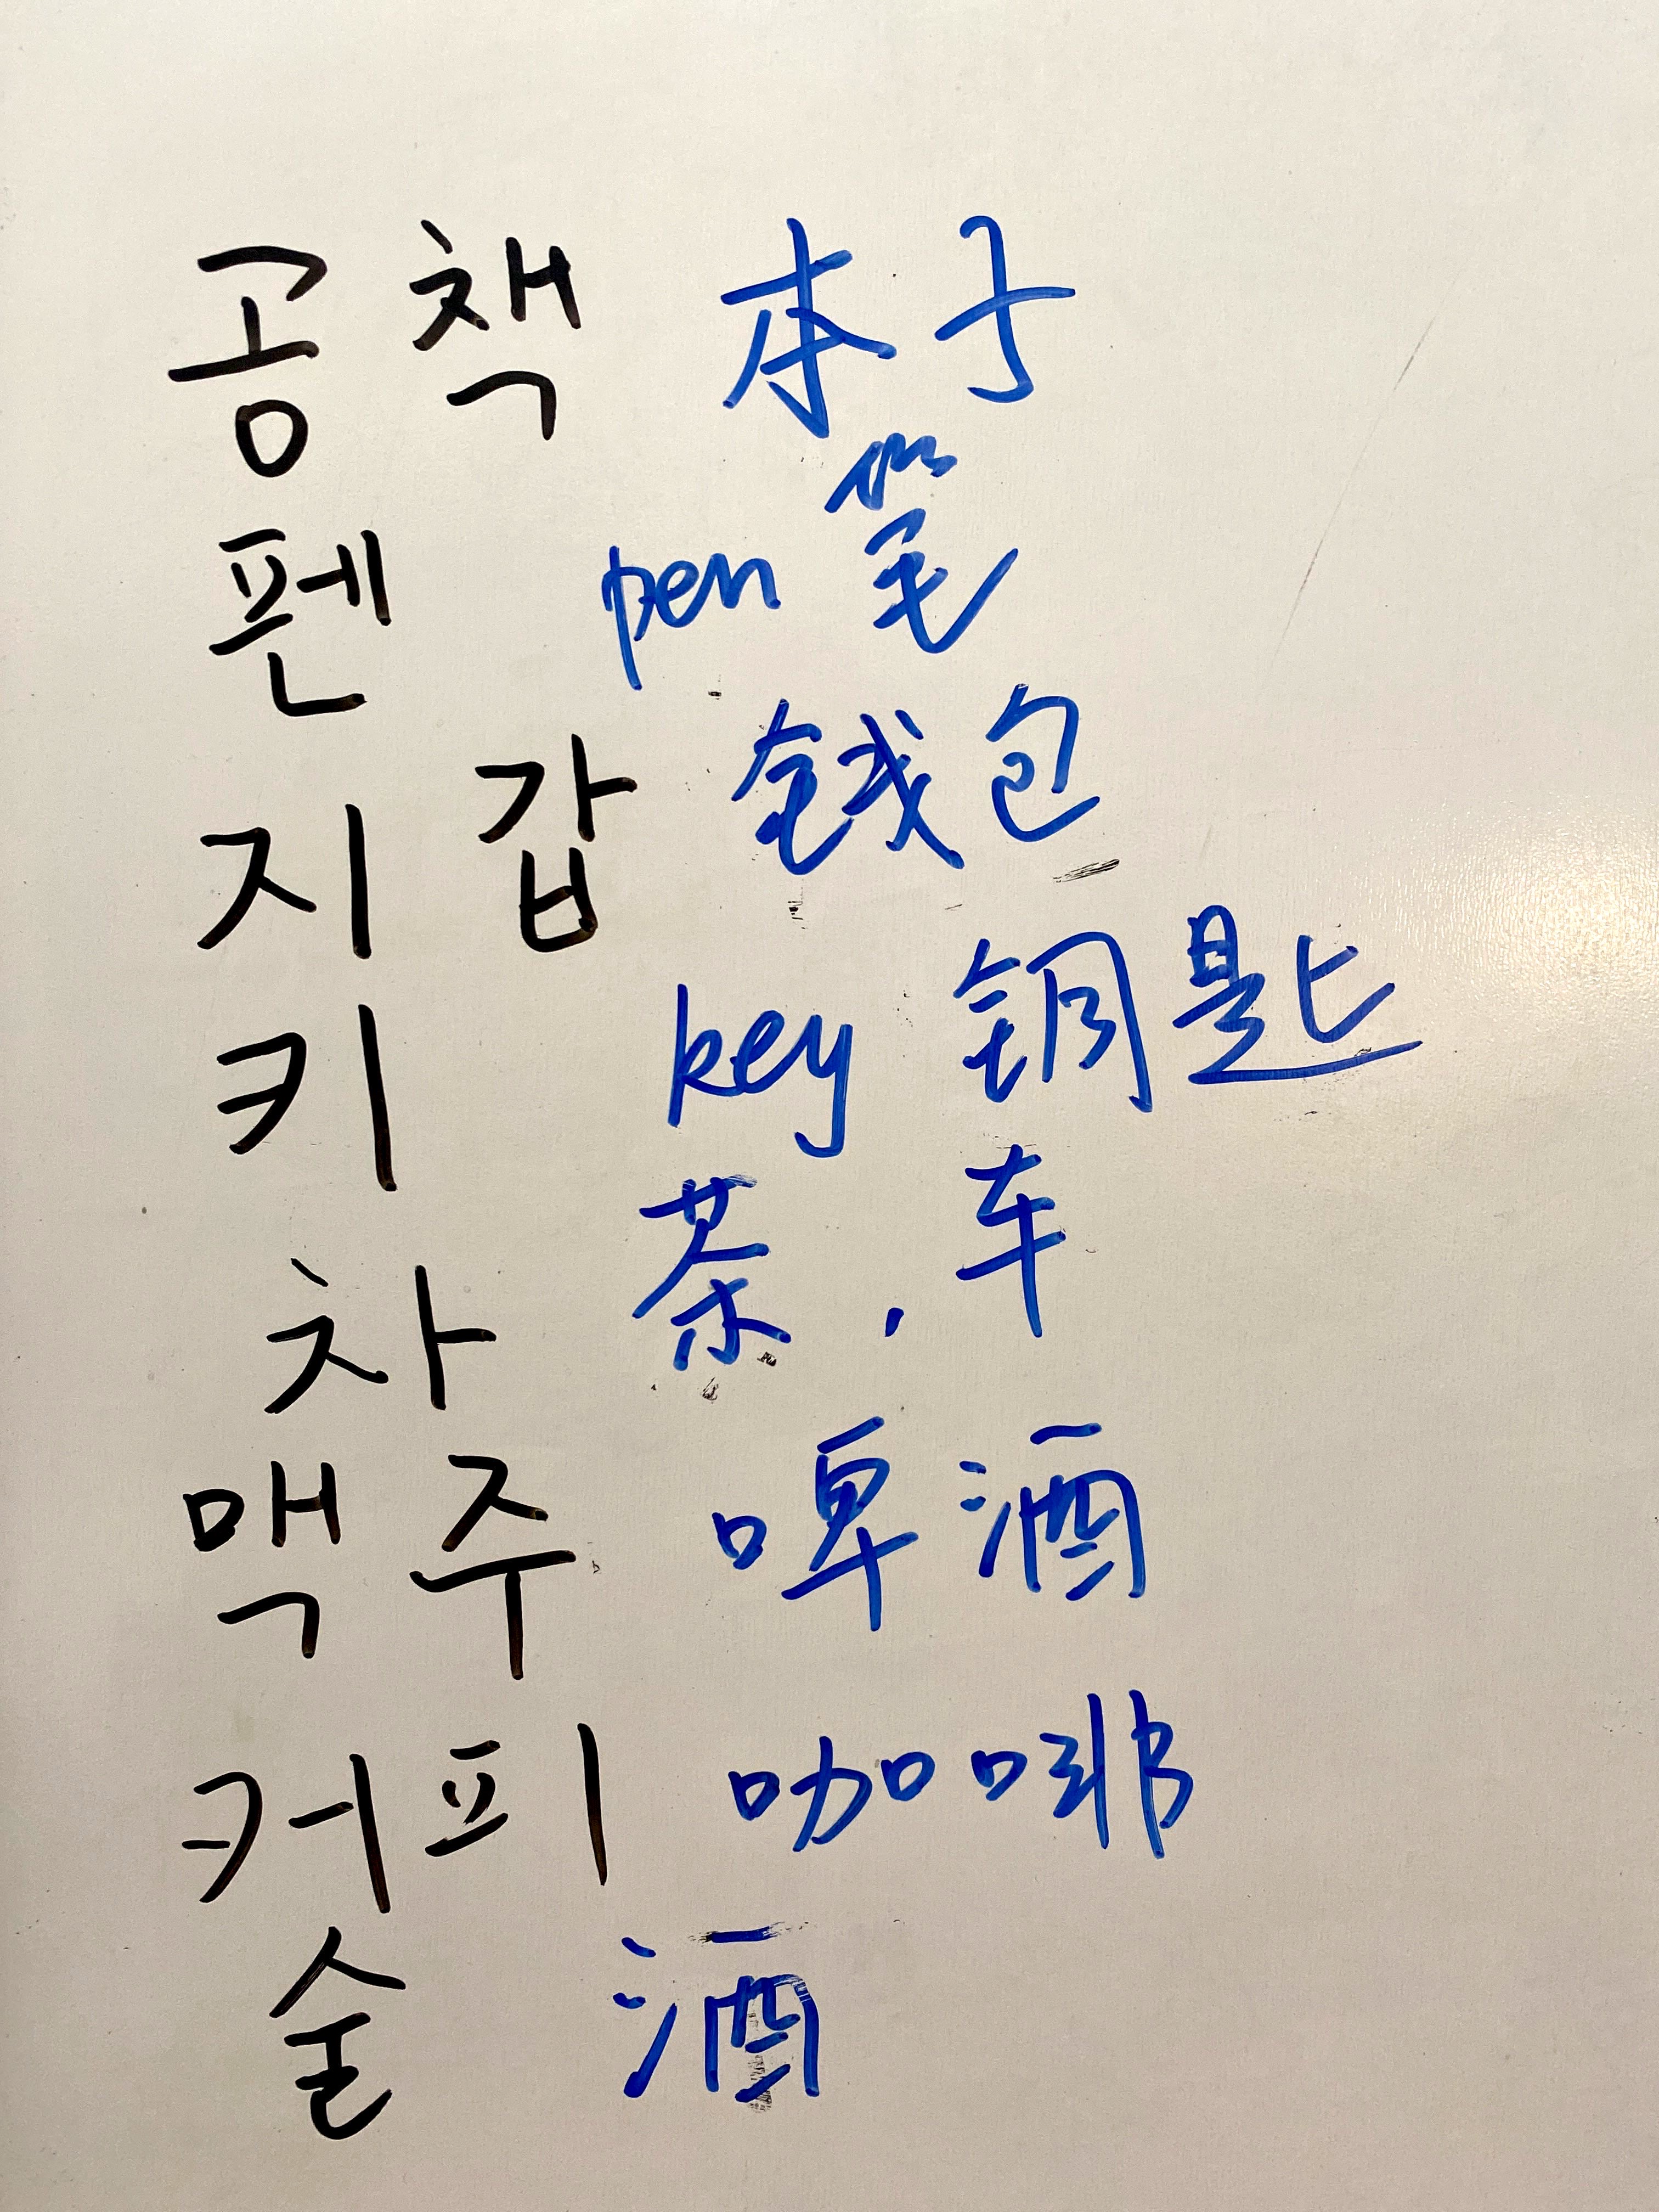 공책 本子
펜 pen 笔
지갑 钱包
키 key 钥匙
차 茶, 车
맥주 啤酒
커피 咖啡
술 酒